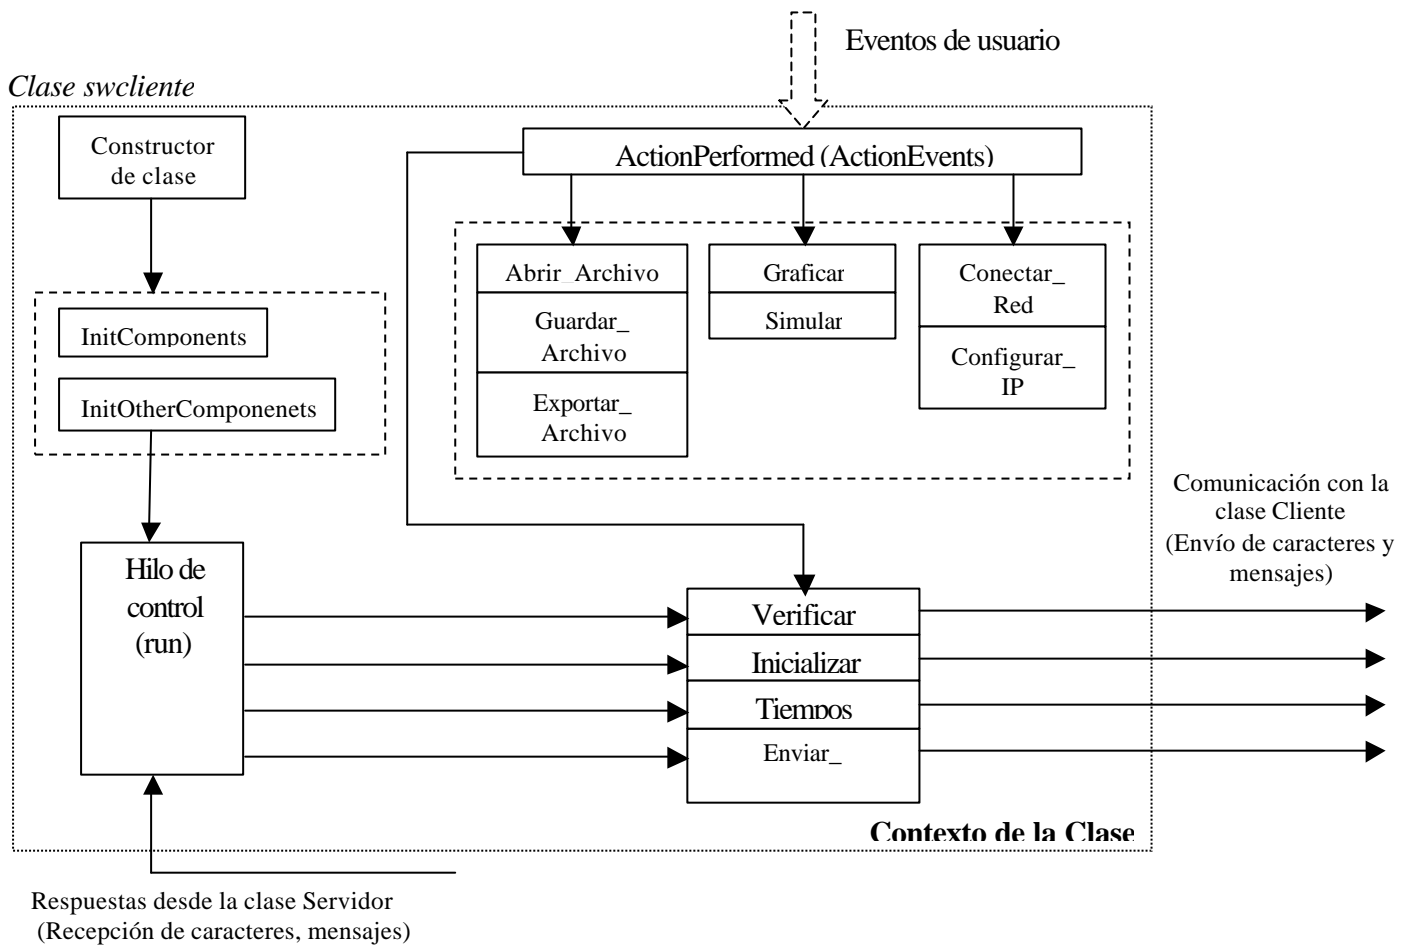 Eventos de usuario
Clase swcliente
Constructor
de clase
ActionPerformed (ActionEvents)
Abrir_Archivo
Guardar_
Archivo
Exportar_
Archivo
Graficar
Simular
Conectar_
Red
Configurar_
IP
InitComponents
InitOtherComponenets
Comunicación con la
clase Cliente
(Envío de caracteres y
mensajes)
Hilo de
control
(run)
Verificar
Inicializar
Tiempos
Enviar_
Contexto de la Clase
Respuestas desde la clase Servidor
(Recepción de caracteres, mensajes)